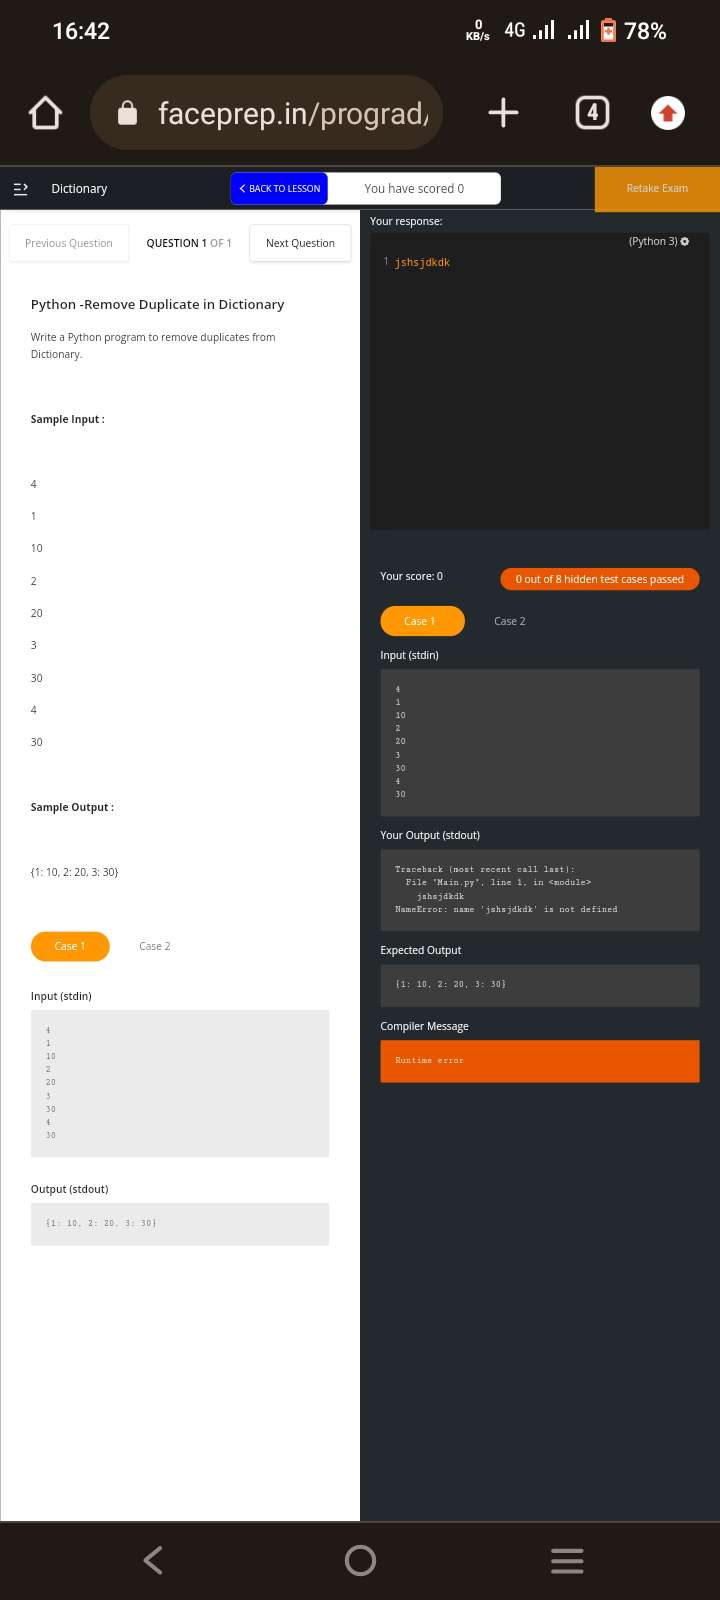 16:42
0
KB/s
4G
78%
faceprep.in/prograd/
4
Dictionary
BACK TO LESSON
You have scored 0
Retake Exam
Previous Question
QUESTION 1 OF 1
Next Question
Python -Remove Duplicate in Dictionary
Write a Python program to remove duplicates from
Dictionary.
Sample Input :
4
1
10
2
20
3
30
4
30
Sample Output :
{1: 10, 2: 20, 3: 30}
Case 1
Case 2
Input (stdin)
4
1
10
2
20
3
30
4
30
Output (stdout)
{1: 10, 2: 20, 3: 30}
Your response:
(Python 3)
1 jshsjdkdk
Your score: 0
0 out of 8 hidden test cases passed
Case 1
Case 2
Input (stdin)
4
1
10
2
20
3
30
4
30
Your Output (stdout)
Traceback (most recent call last):
File "Main.py", line 1, in <module>
jshsjdkdk
NameError: name 'jshsjdkdk' is not defined
Expected Output
{1: 10, 2: 20, 3: 30}
Compiler Message
Runtime error